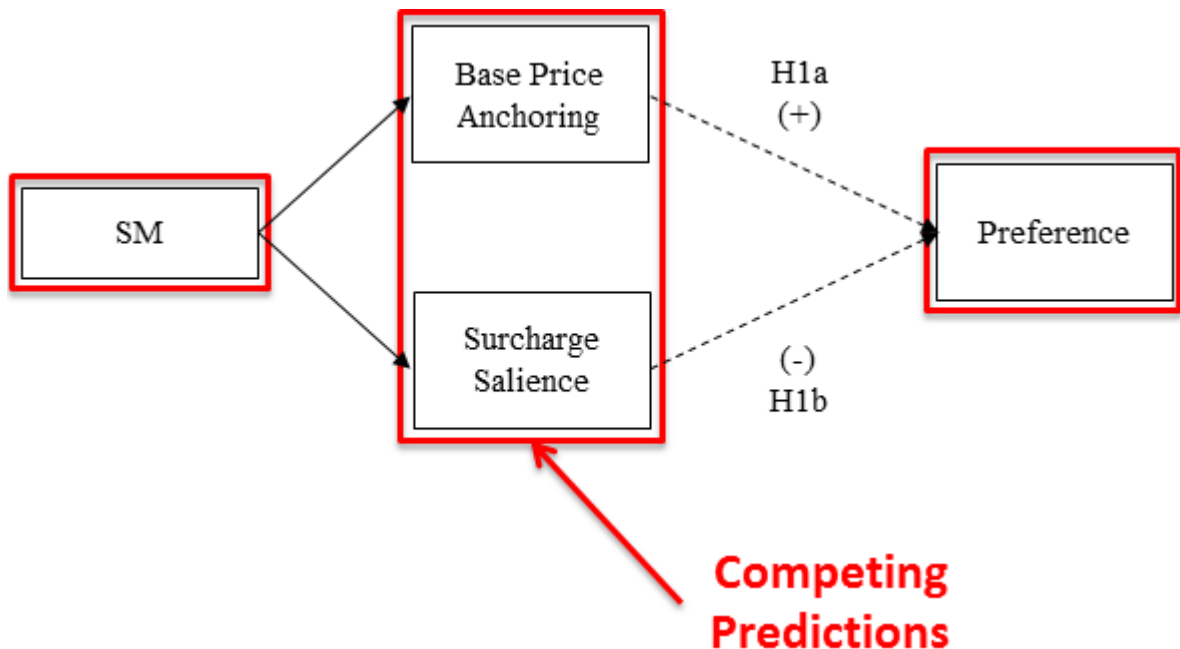 Base Price
Anchoring
H1a
(+)
SM
Preference
Surcharge
Salience
(-)
H1b
Competing
Predictions